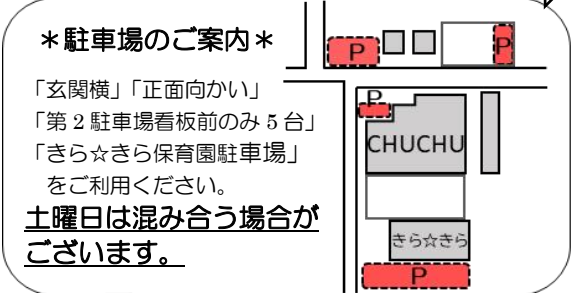 ＊駐車場のご案内＊
「玄関横」「正面向かい」
「第２駐車場看板前のみ 5 台」
「きら☆きら保育園駐車場」
をご利用ください。
土曜日は混み合う場合が
ございます。
P
P
P
CHUCHU
きら☆きら
P